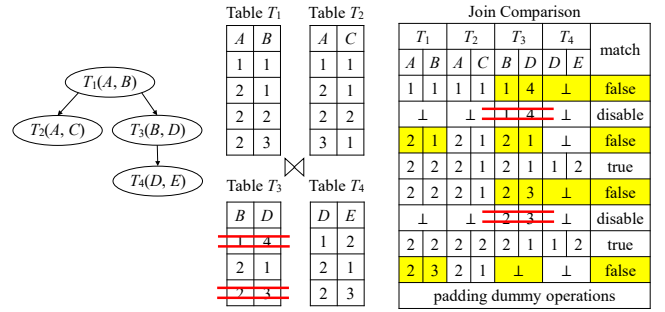 T₁(A, B)
T₂(A, C)
T₃(B, D)
T₄(D, E)
Table T₁
A B
1 1
2 1
2 2
2 3
Table T₂
A C
1 1
2 1
2 2
3 1
⋈
Table T₃
B D
1 4
2 1
2 3
Table T₄
D E
1 2
2 1
2 3
Join Comparison
T₁ T₂ T₃ T₄ match
A B A C B D D E
1 1 1 1 1 4 ⊥ false
⊥ ⊥ 1 4 ⊥ disable
2 1 2 1 2 1 ⊥ false
2 2 2 1 2 1 1 2 true
2 2 2 1 2 3 ⊥ false
⊥ ⊥ 2 3 ⊥ disable
2 2 2 2 2 1 1 2 true
2 3 2 1 ⊥ ⊥ false
padding dummy operations